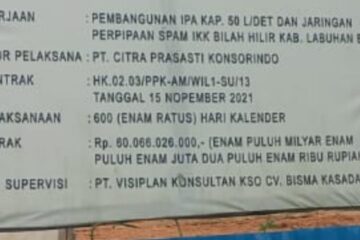 RJAAN : PEMBANGUNAN IPA KAP. 50 L/DET DAN JARINGAN
PERPIPAAN SPAM IKK BILAH HILIR KAB. LABUHAN B
OR PELAKSANA : PT. CITRA PRASASTI KONSORINDO
NTRAK : HK.02.03/PPK-AM/WIL1-SU/13
TANGGAL 15 NOPEMBER 2021
KSANAAN : 600 (ENAM RATUS) HARI KALENDER
RAK : Rp. 60.066.026.000,- (ENAM PULUH MILYAR ENAM
PULUH ENAM JUTA DUA PULUH ENAM RIBU RUPIAH
SUPERVISI : PT. VISIPLAN KONSULTAN KSO CV. BISMA KASADA